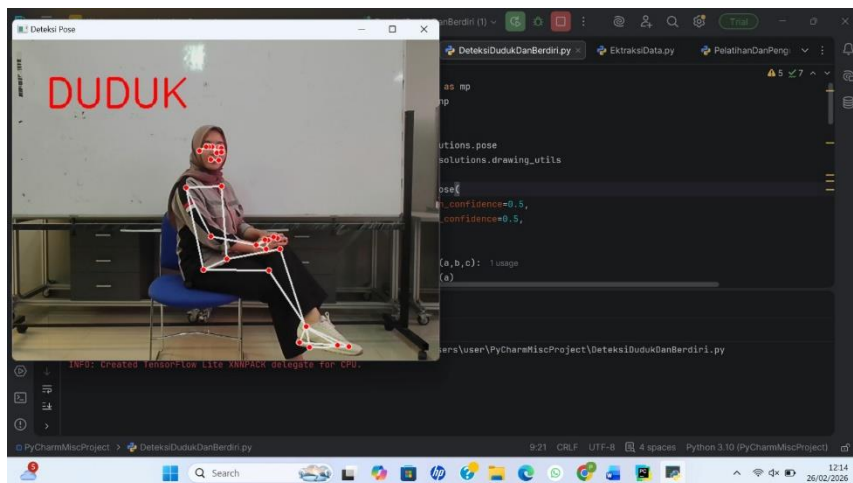 Deteksi Pose
DUDUK
anBerdiri (1)
Trial
DeteksiDudukDanBerdiri.py
EktraksiData.py
PelatihanDanPeng
5
7
as mp
np
utions.pose
solutions.drawing_utils
ose(
n_confidence=0.5,
_confidence=0.5,
(a,b,c): 1 usage
(a)
ers\user\PyCharmMiscProject\DeteksiDudukDanBerdiri.py
INFO: Created TensorFlow Lite XNNPACK delegate for CPU.
PyCharmMiscProject > DeteksiDudukDanBerdiri.py
9:21 CRLF UTF-8 4 spaces Python 3.10 (PyCharmMiscProject)
Search
12:14
26/02/2026